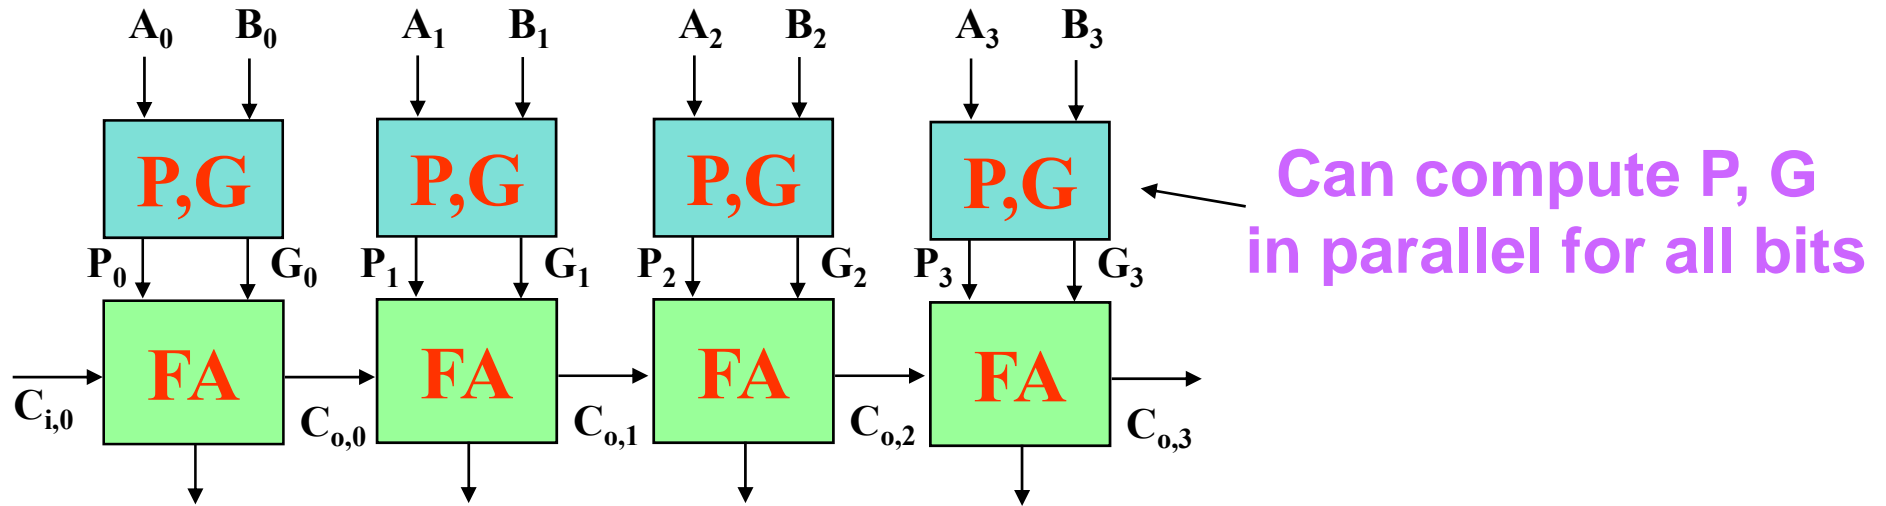 A₀ B₀ A₁ B₁ A₂ B₂ A₃ B₃
P,G P,G P,G P,G
Can compute P, G
in parallel for all bits
P₀ G₀ P₁ G₁ P₂ G₂ P₃ G₃
FA FA FA FA
Cᵢ,₀ Cₒ,₀ Cₒ,₁ Cₒ,₂ Cₒ,₃